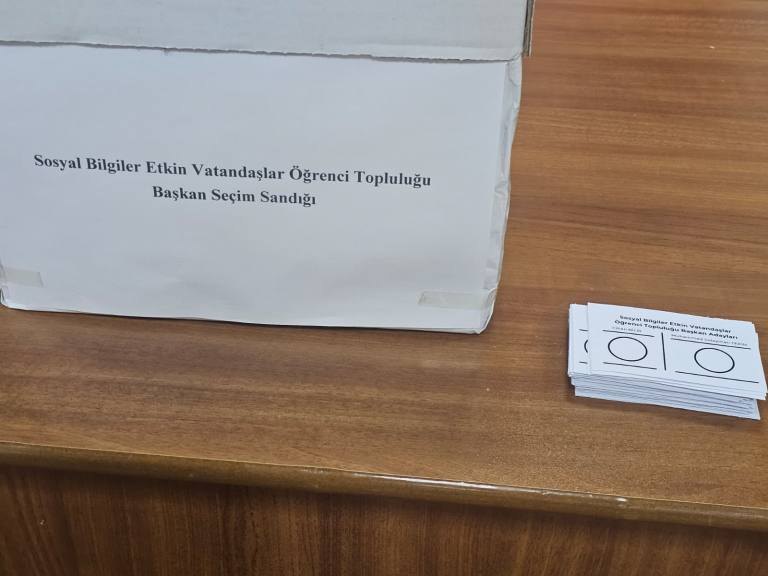 Sosyal Bilgiler Etkin Vatandaşlar Öğrenci Topluluğu
Başkan Seçim Sandığı
Sosyal Bilgiler Etkin Vatandaşlar
Öğrenci Topluluğu Başkan Adayları